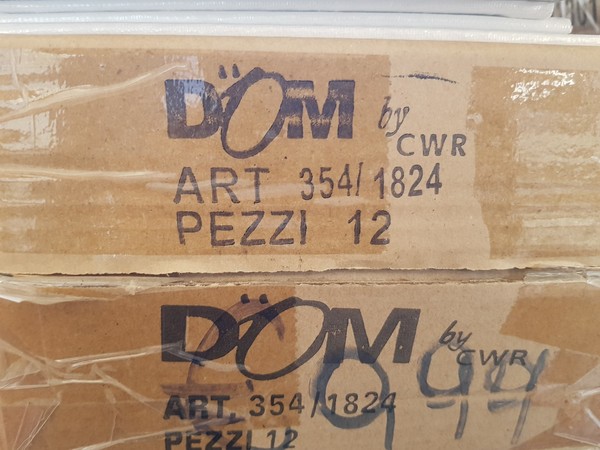 DÖM by CWR
ART 354/1824
PEZZI 12
DÖM by CWR
ART. 354/1824
PEZZI 12